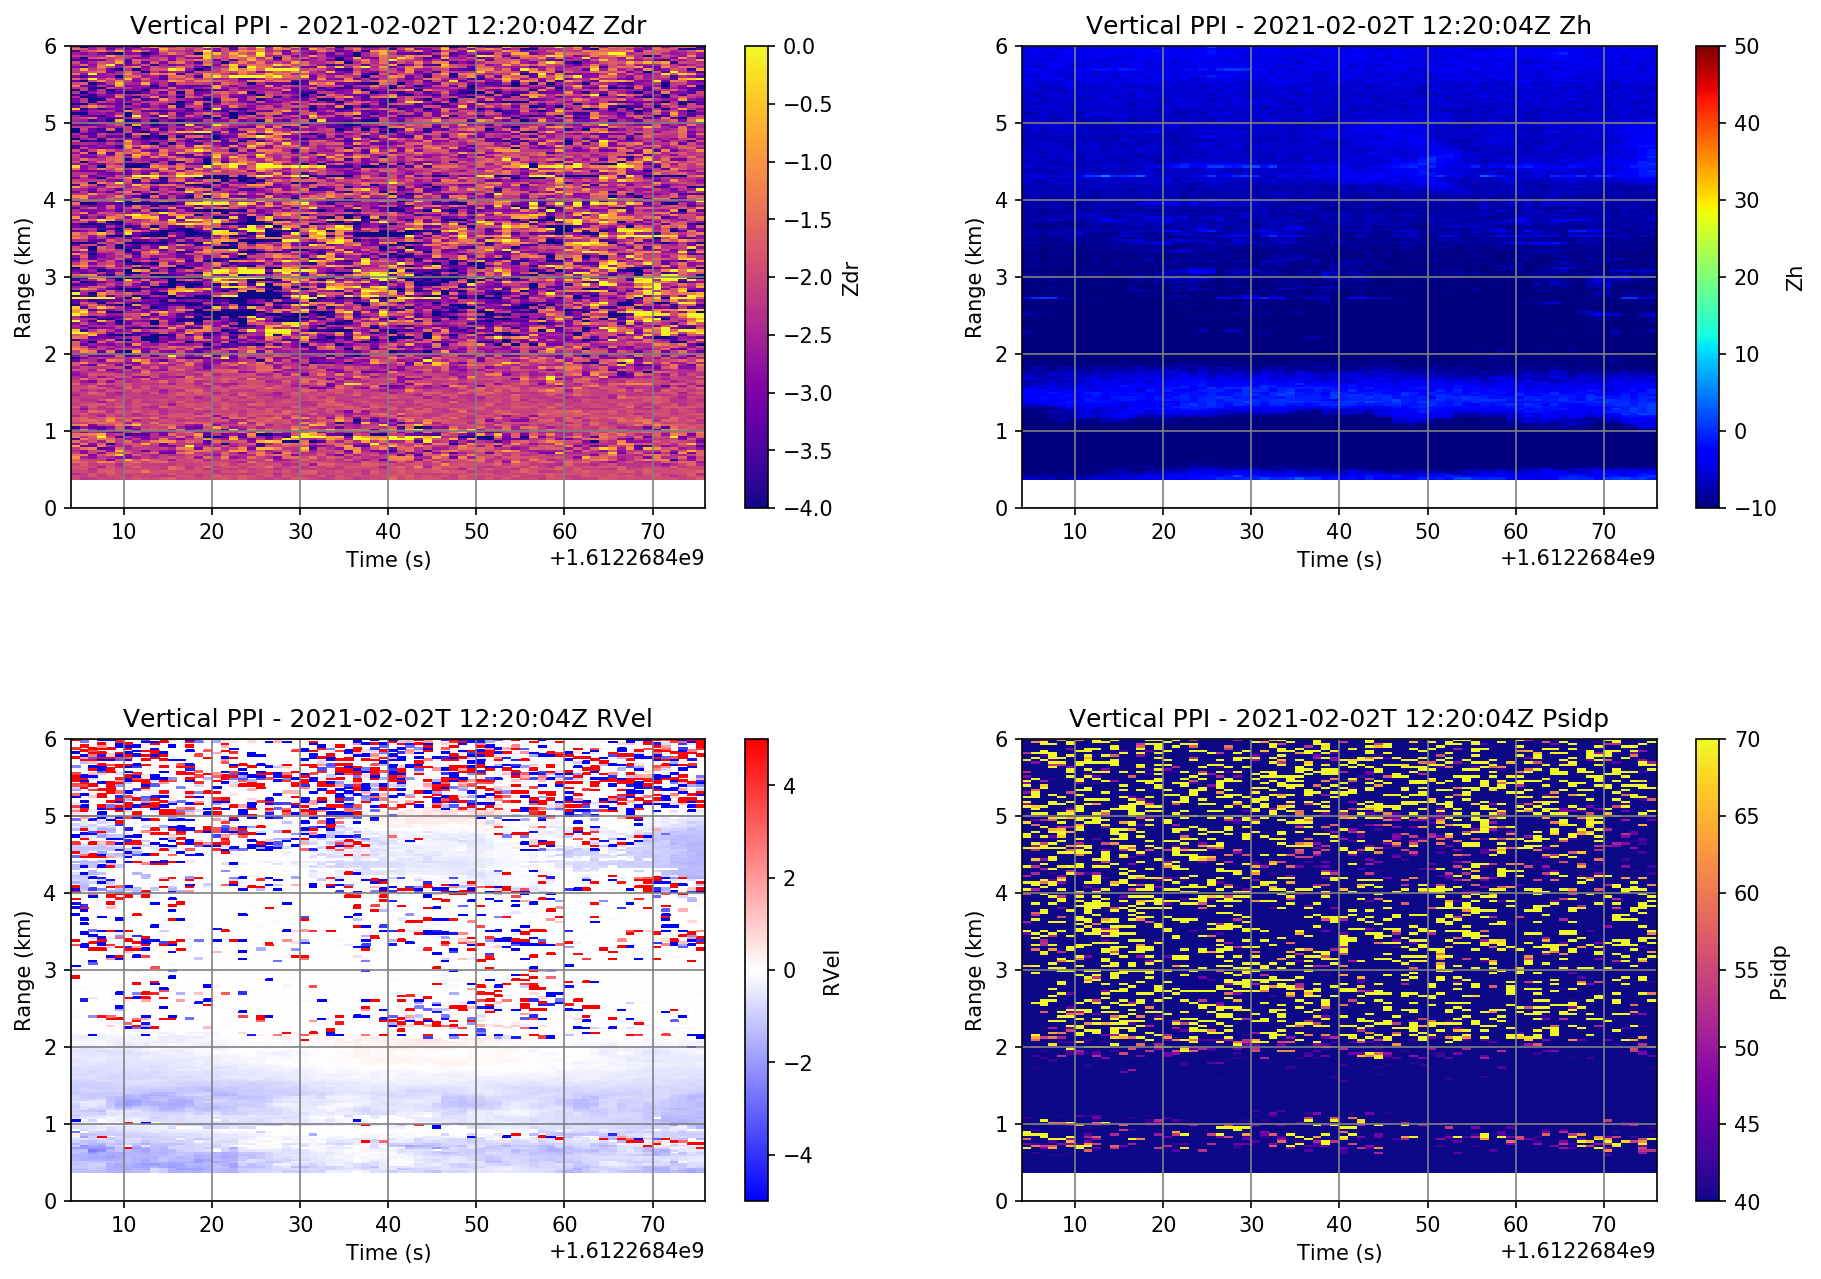 Vertical PPI - 2021-02-02T 12:20:04Z Zdr
6
5
4
3
2
1
0
Range (km)
10 20 30 40 50 60 70
Time (s)
+1.6122684e9
0.0
−0.5
−1.0
−1.5
−2.0
−2.5
−3.0
−3.5
−4.0
Zdr
Vertical PPI - 2021-02-02T 12:20:04Z Zh
6
5
4
3
2
1
0
Range (km)
10 20 30 40 50 60 70
Time (s)
+1.6122684e9
50
40
30
20
10
0
−10
Zh
Vertical PPI - 2021-02-02T 12:20:04Z RVel
6
5
4
3
2
1
0
Range (km)
10 20 30 40 50 60 70
Time (s)
+1.6122684e9
4
2
0
−2
−4
RVel
Vertical PPI - 2021-02-02T 12:20:04Z Psidp
6
5
4
3
2
1
0
Range (km)
10 20 30 40 50 60 70
Time (s)
+1.6122684e9
70
65
60
55
50
45
40
Psidp